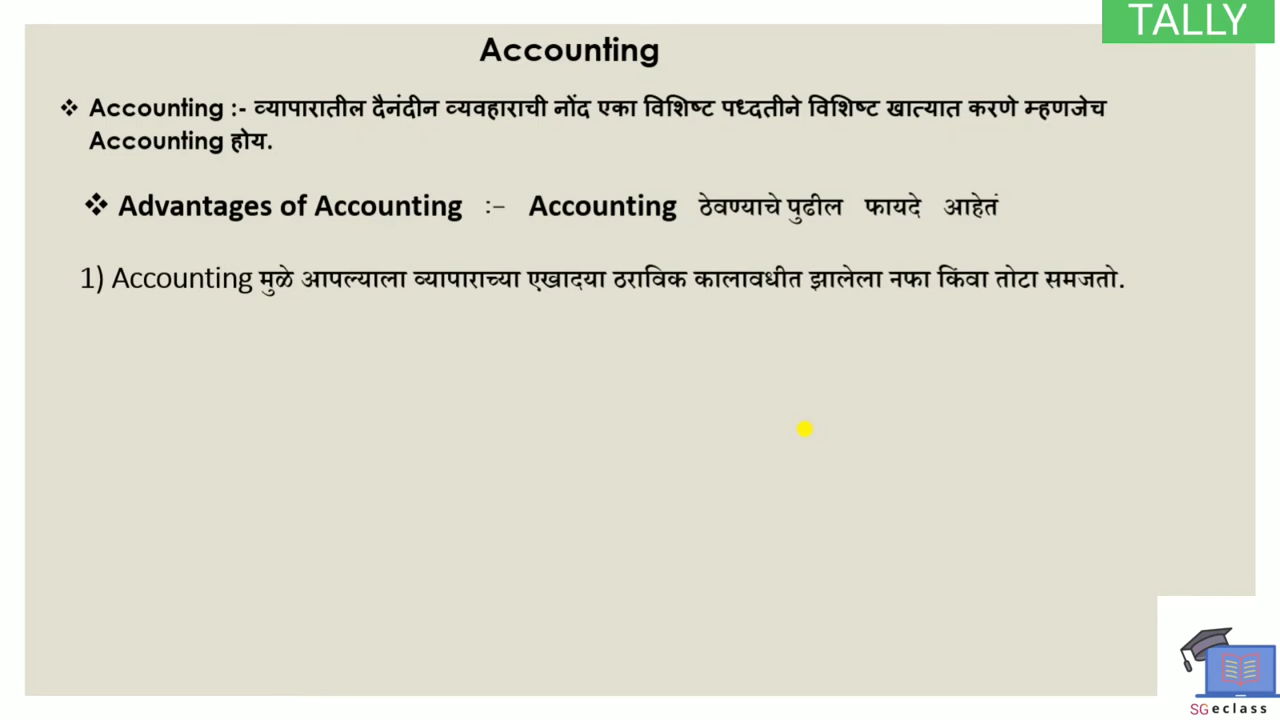 TALLY
Accounting
❖ Accounting :- व्यापारातील दैनंदीन व्यवहाराची नोंद एका विशिष्ट पध्दतीने विशिष्ट खात्यात करणे म्हणजेच
Accounting होय.
❖ Advantages of Accounting :- Accounting ठेवण्याचे पुढील फायदे आहेतं
1) Accounting मुळे आपल्याला व्यापाराच्या एखादया ठराविक कालावधीत झालेला नफा किंवा तोटा समजतो.
SGeclass